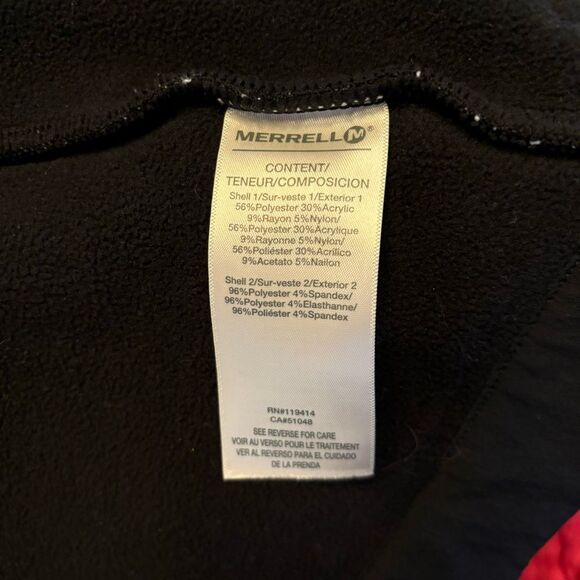 MERRELL M®
CONTENT/
TENEUR/COMPOSICION
Shell 1/Sur-veste 1/Exterior 1
56%Polyester 30%Acrylic
9%Rayon 5%Nylon/
56%Polyester 30%Acrylique
9%Rayonne 5%Nylon/
56%Poliéster 30%Acrílico
9%Acetato 5%Nailon
Shell 2/Sur-veste 2/Exterior 2
96%Polyester 4%Spandex/
96%Polyester 4%Elasthanne/
96%Poliéster 4%Spandex
RN#119414
CA#51048
SEE REVERSE FOR CARE
VOIR AU VERSO POUR LE TRAITEMENT
VER AL REVERSO PARA EL CUIDADO
DE LA PRENDA